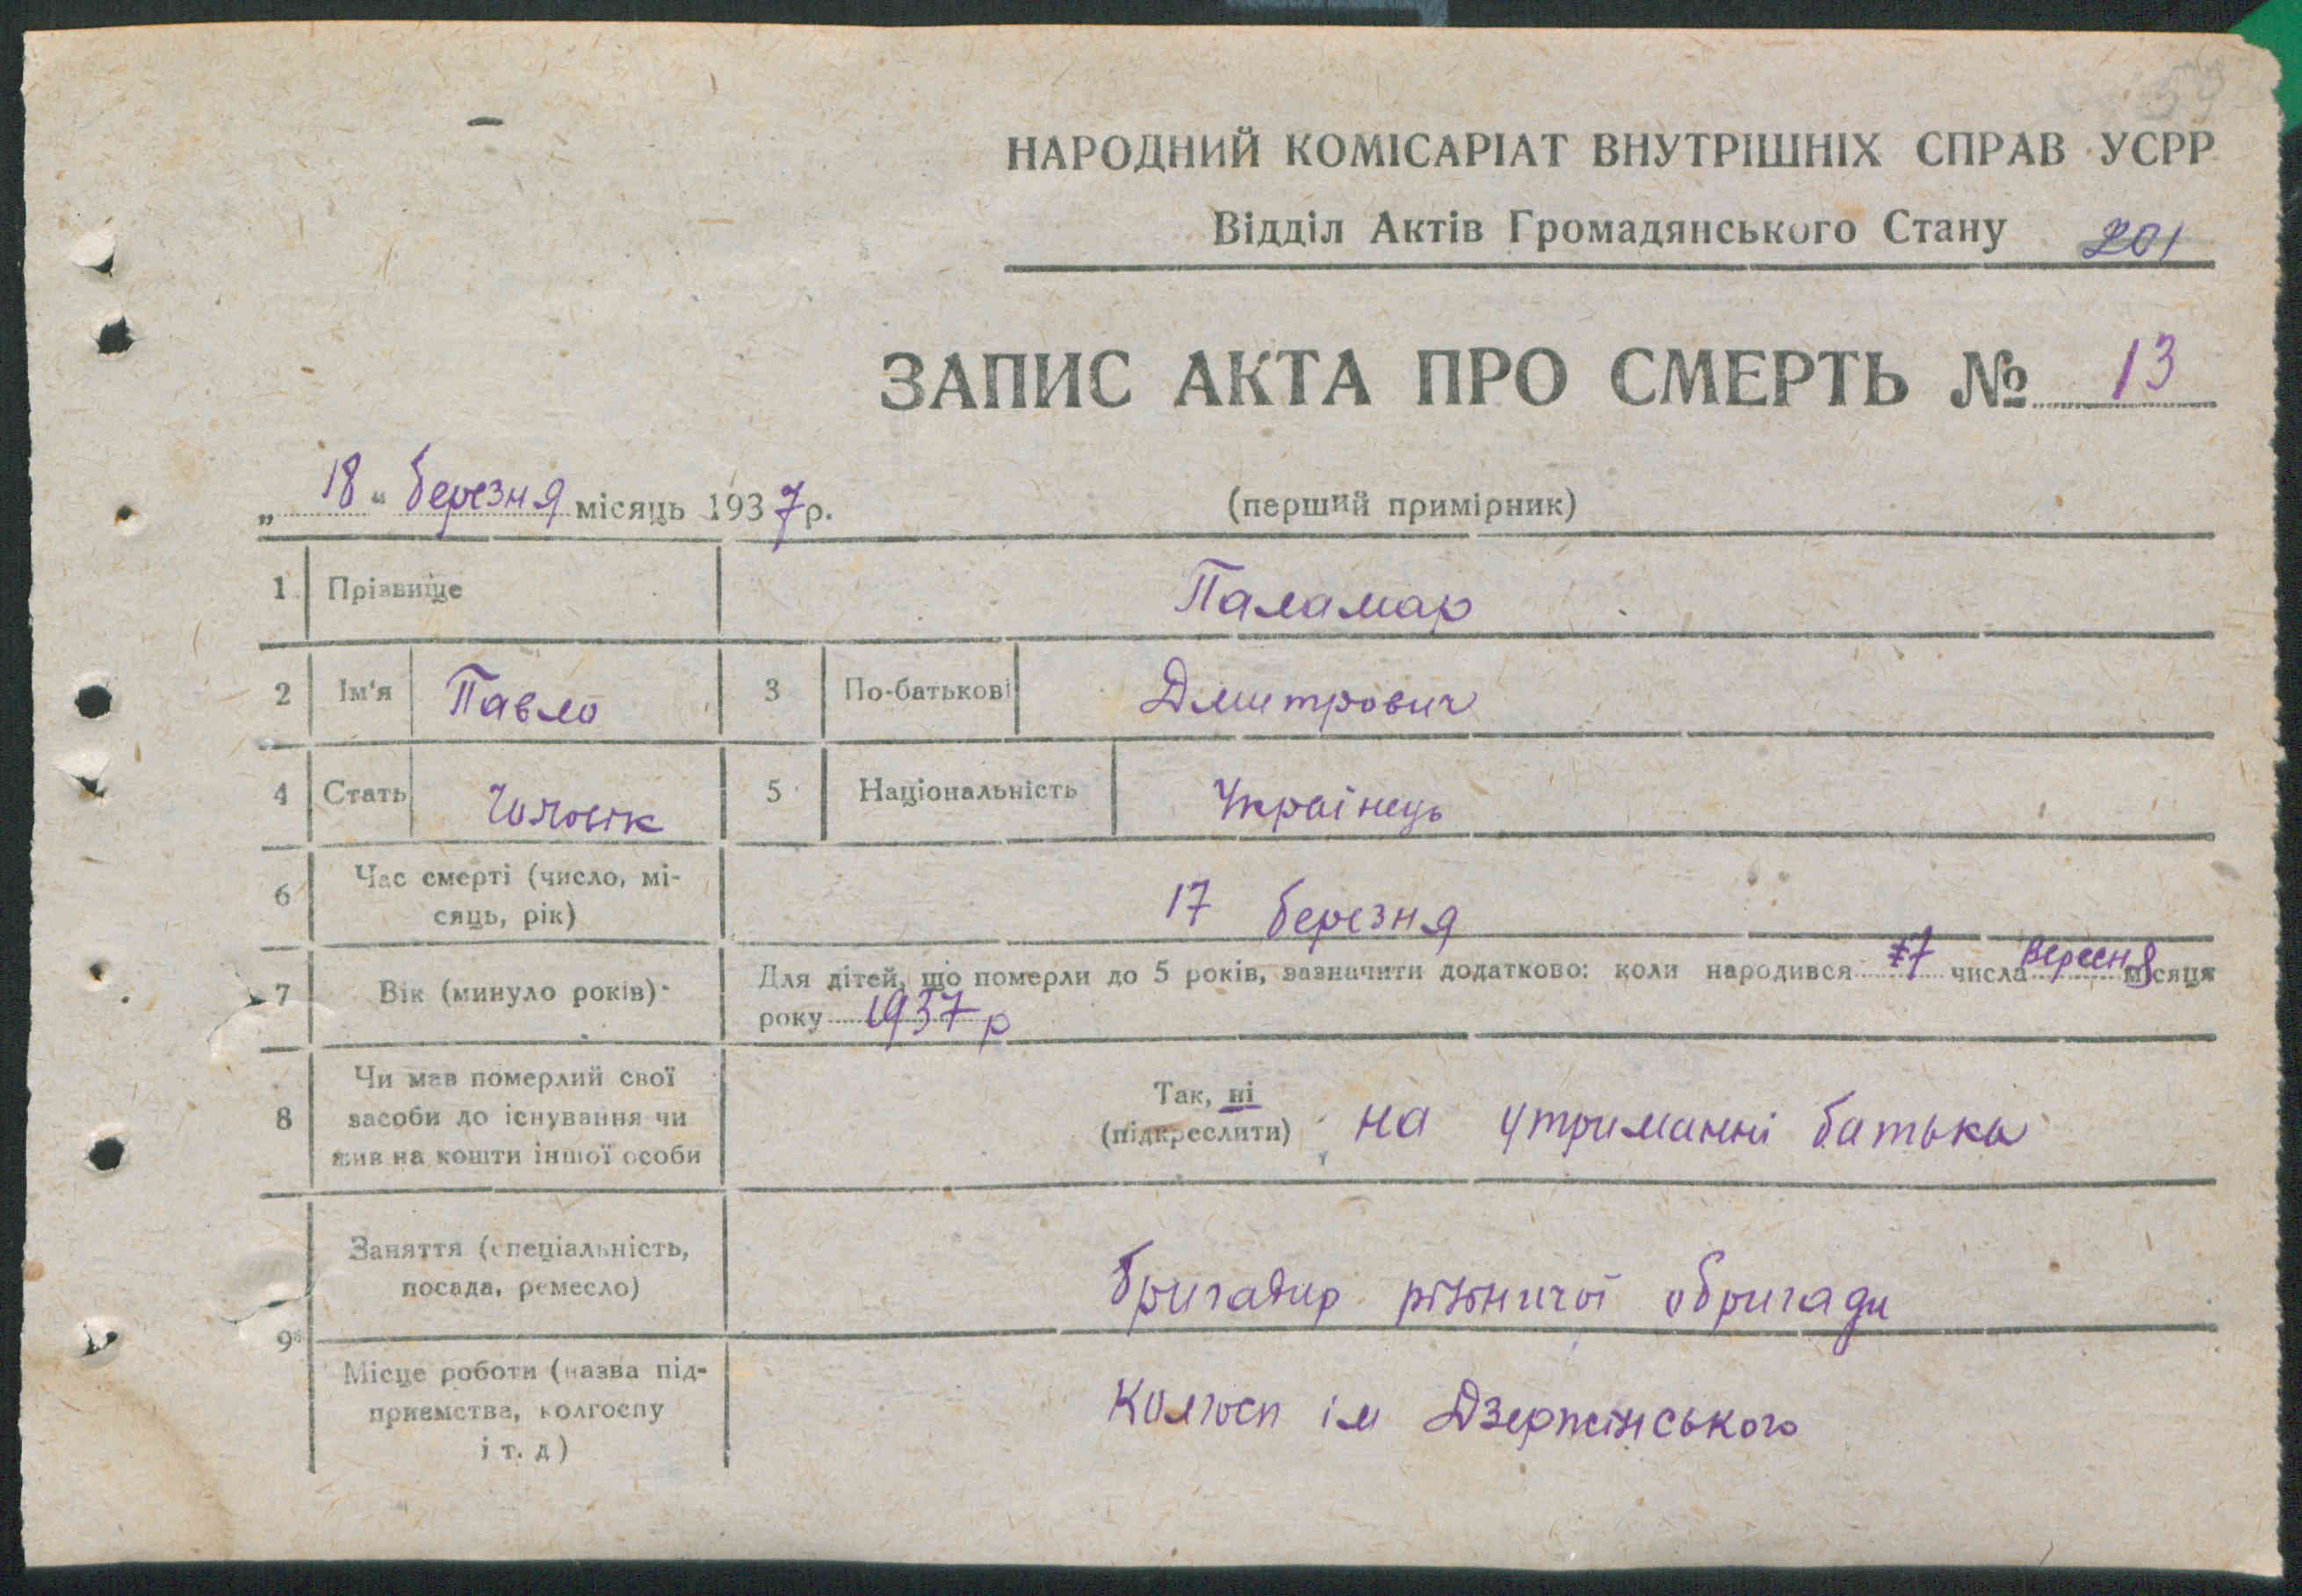 НАРОДНИЙ КОМІСАРІАТ ВНУТРІШНІХ СПРАВ УСРР
Відділ Актів Громадянського Стану 201
ЗАПИС АКТА ПРО СМЕРТЬ № 13
„ 18 “ березня місяць 1937 р.
(перший примірник)
1 Прізвище Паламар
2 Ім'я Павло 3 По-батькові Дмитрович
4 Стать Чоловік 5 Національність Українець
6 Час смерті (число, мі-
сяць, рік)
17 березня
7 Вік (минуло років)
Для дітей, що померли до 5 років, зазначити додатково: коли народився 7 числа вересня місяця
року 1937 р
8 Чи мав померлий свої
засоби до існування чи
жив на кошти іншої особи
Так, ні
(підкреслити) на утриманні батька
9 Заняття (спеціальність,
посада, ремесло)
бригадир бригади
Місце роботи (назва під-
приємства, колгоспу
і т. д)
Колгосп ім Дзержінського